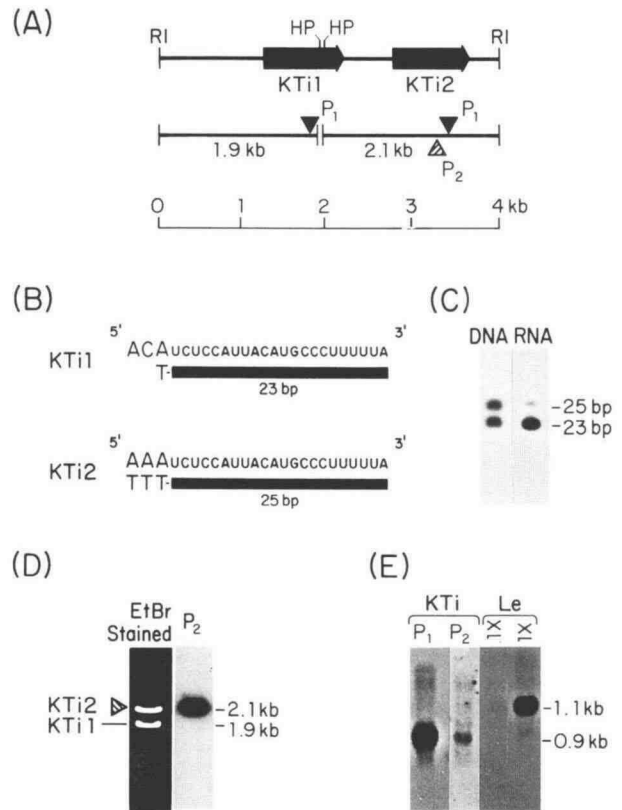 (A)
RI HP HP RI
KTi1 KTi2
P1 P1
1.9 kb 2.1 kb
P2
0 1 2 3 4 kb
(B)
5' 3'
KTi1 ACAUCUCCAUUACAUGCCCUUUUUA
T-
23 bp
5' 3'
KTi2 AAAUCUCCAUUACAUGCCCUUUUUA
TTT-
25 bp
(C)
DNA RNA
-25 bp
-23 bp
(D)
EtBr
Stained P2
KTi2 -2.1 kb
KTi1 -1.9 kb
(E)
KTi Le
P1 P2 .1X 1X
-1.1 kb
-0.9 kb